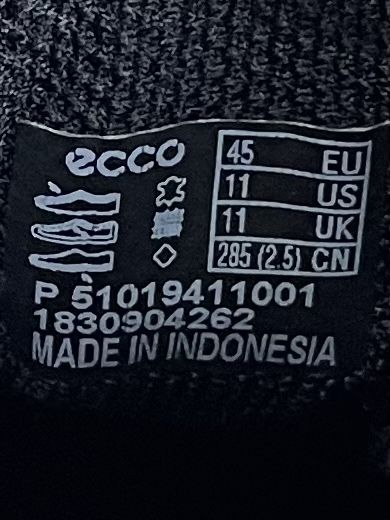 ecco
45 EU
11 US
11 UK
285 (2.5) CN
P 51019411001
1830904262
MADE IN INDONESIA